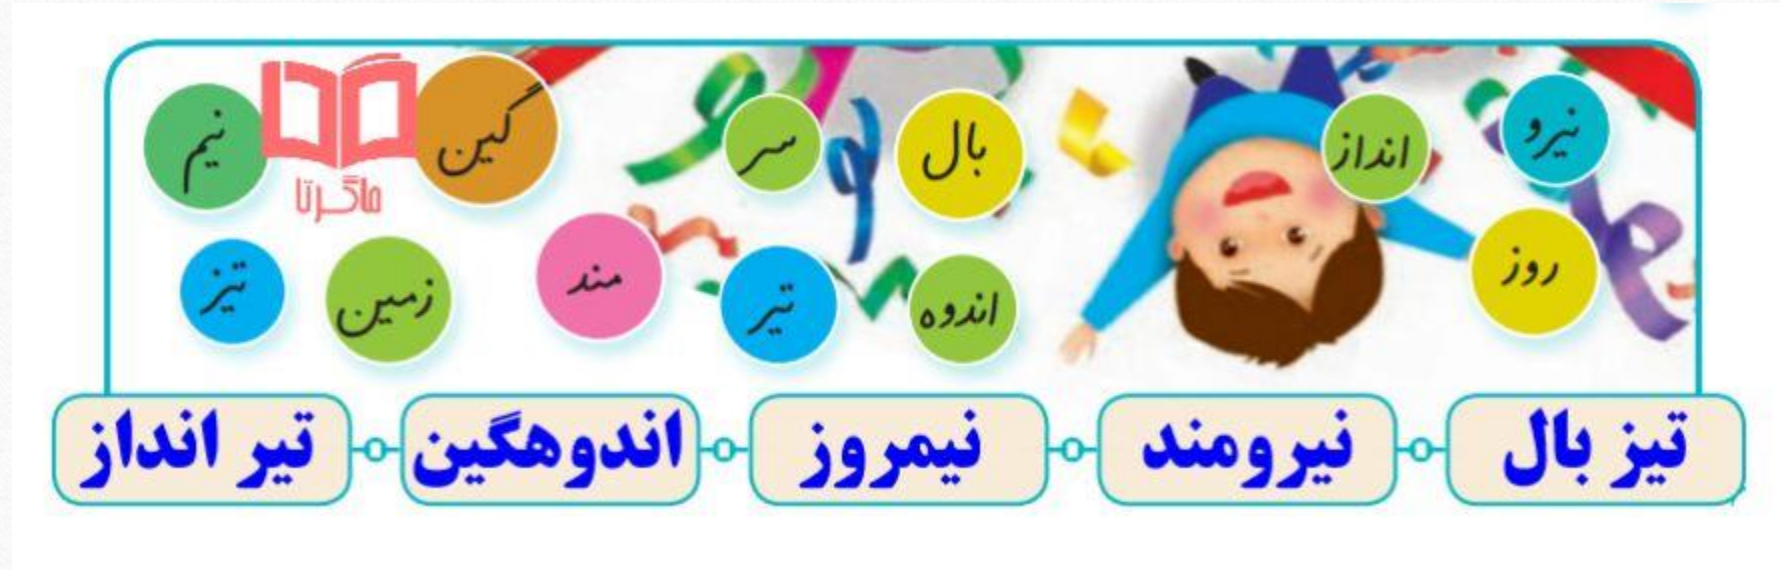 نیرو انداز بال سر گین نیم
ماگرتا
روز اندوه تیر مند زمین تیز
تیز بال نیرومند نیمروز اندوهگین تیر انداز